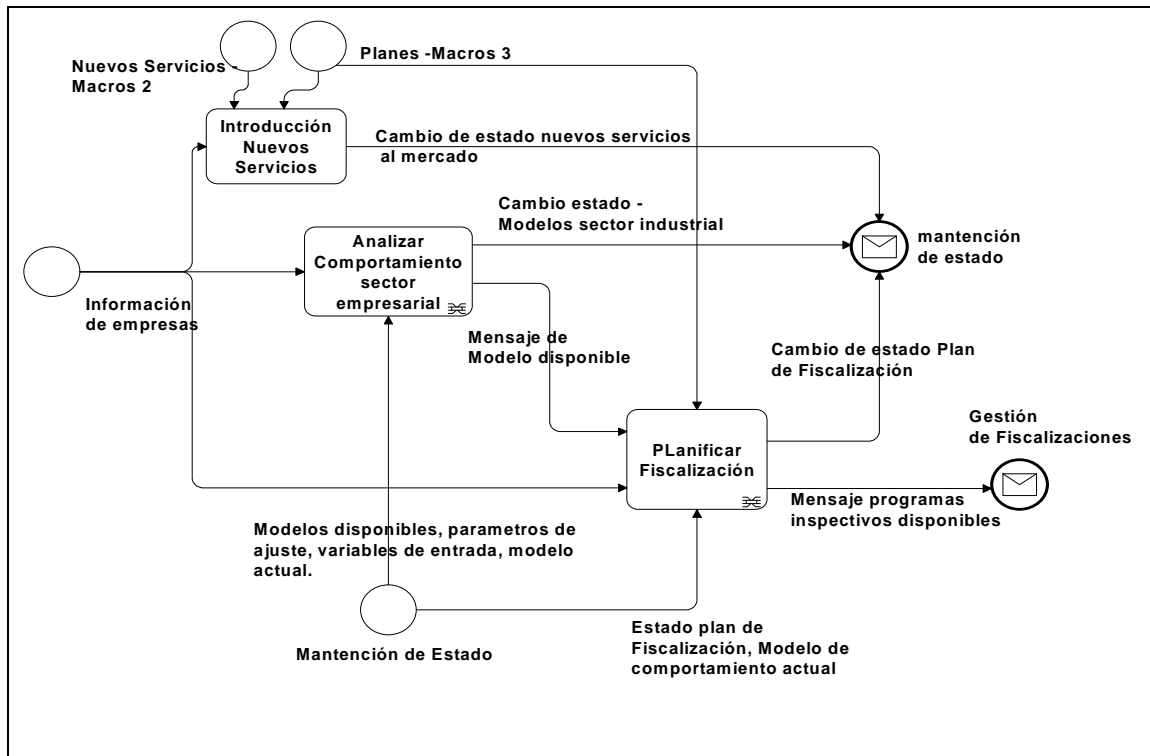 Planes -Macros 3
Nuevos Servicios -
Macros 2
Introducción
Nuevos
Servicios
Cambio de estado nuevos servicios
al mercado
Cambio estado -
Modelos sector industrial
Analizar
Comportamiento
sector
empresarial
mantención
de estado
Información
de empresas
Mensaje de
Modelo disponible
Cambio de estado Plan
de Fiscalización
Gestión
de Fiscalizaciones
PLanificar
Fiscalización
Mensaje programas
inspectivos disponibles
Modelos disponibles, parametros de
ajuste, variables de entrada, modelo
actual.
Mantención de Estado
Estado plan de
Fiscalización, Modelo de
comportamiento actual